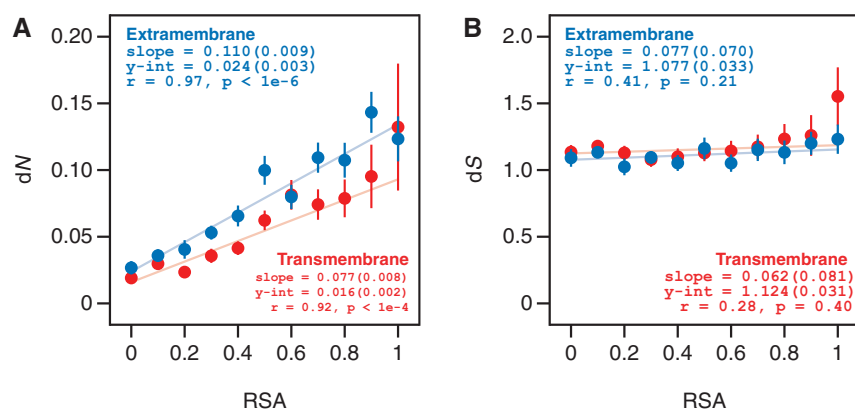 A
dN
0.20
0.15
0.10
0.05
0
Extramembrane
slope = 0.110(0.009)
y-int = 0.024(0.003)
r = 0.97, p < 1e-6
Transmembrane
slope = 0.077(0.008)
y-int = 0.016(0.002)
r = 0.92, p < 1e-4
0 0.2 0.4 0.6 0.8 1
RSA
B
dS
2.0
1.5
1.0
0.5
0
Extramembrane
slope = 0.077(0.070)
y-int = 1.077(0.033)
r = 0.41, p = 0.21
Transmembrane
slope = 0.062(0.081)
y-int = 1.124(0.031)
r = 0.28, p = 0.40
0 0.2 0.4 0.6 0.8 1
RSA